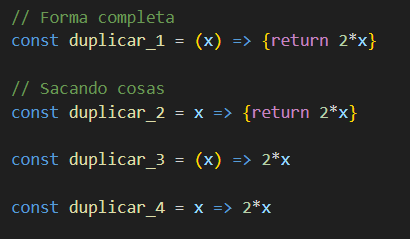 // Forma completa
const duplicar_1 = (x) => {return 2*x}
// Sacando cosas
const duplicar_2 = x => {return 2*x}
const duplicar_3 = (x) => 2*x
const duplicar_4 = x => 2*x